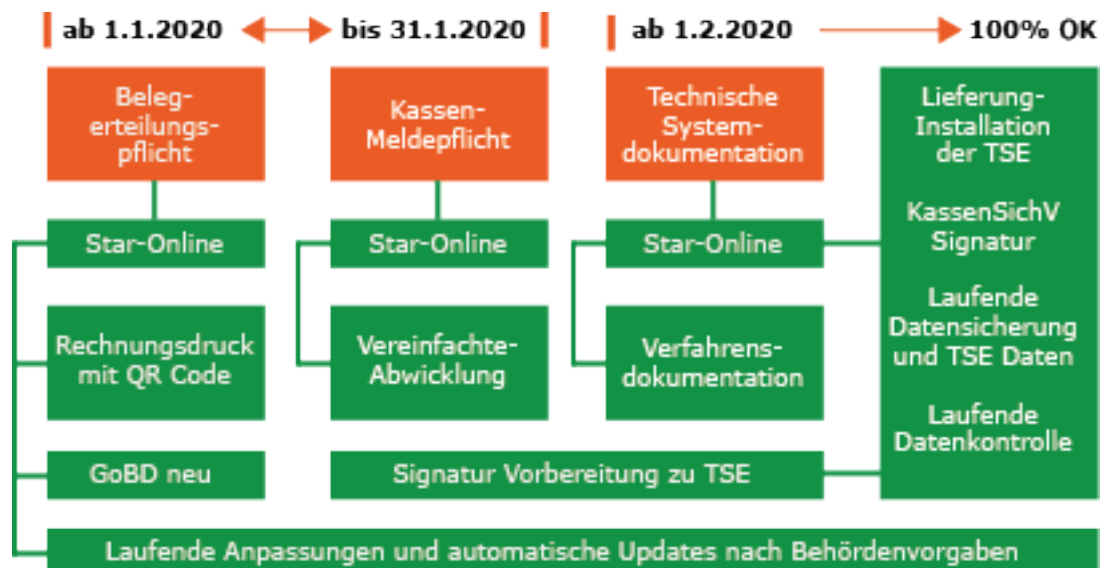 ab 1.1.2020
bis 31.1.2020
ab 1.2.2020
100% OK
Beleg-
erteilungs-
pflicht
Kassen-
Meldepflicht
Technische
System-
dokumentation
Lieferung-
Installation
der TSE
Star-Online
Star-Online
Star-Online
KassenSichV
Signatur
Rechnungsdruck
mit QR Code
Vereinfachte-
Abwicklung
Verfahrens-
dokumentation
Laufende
Datensicherung
und TSE Daten
Laufende
Datenkontrolle
GoBD neu
Signatur Vorbereitung zu TSE
Laufende Anpassungen und automatische Updates nach Behördenvorgaben